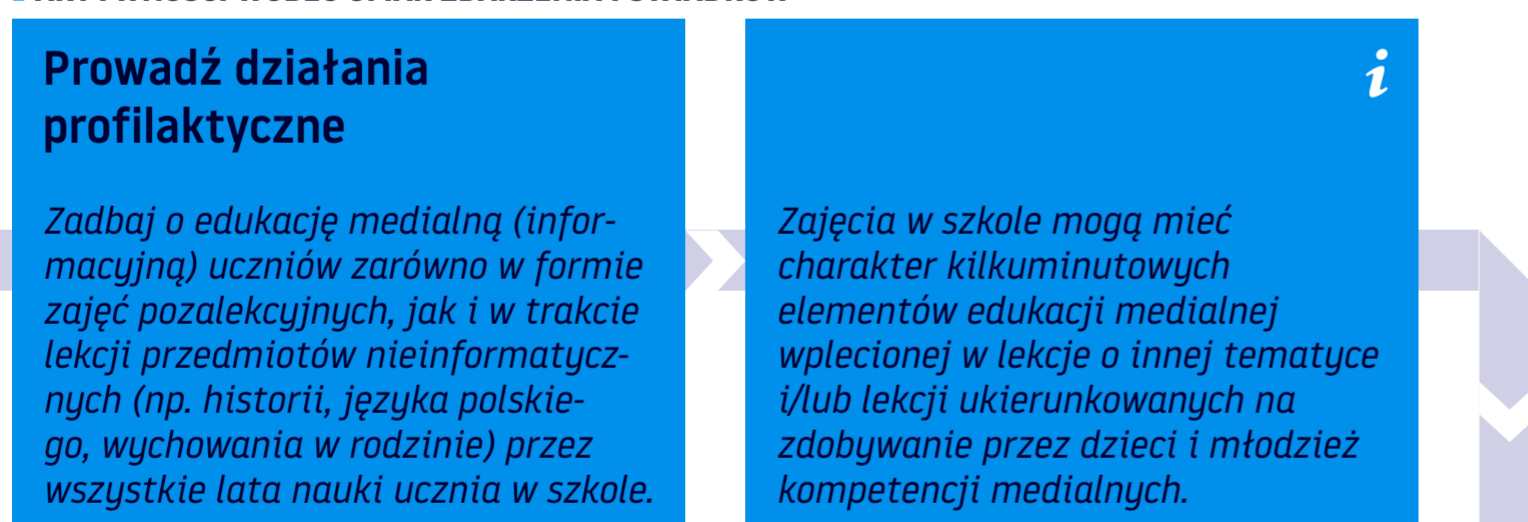 Prowadź działania
profilaktyczne
Zadbaj o edukację medialną (infor-
macyjną) uczniów zarówno w formie
zajęć pozalekcyjnych, jak i w trakcie
lekcji przedmiotów nieinformatycz-
nych (np. historii, języka polskie-
go, wychowania w rodzinie) przez
wszystkie lata nauki ucznia w szkole.
i
Zajęcia w szkole mogą mieć
charakter kilkuminutowych
elementów edukacji medialnej
wplecionej w lekcje o innej tematyce
i/lub lekcji ukierunkowanych na
zdobywanie przez dzieci i młodzież
kompetencji medialnych.